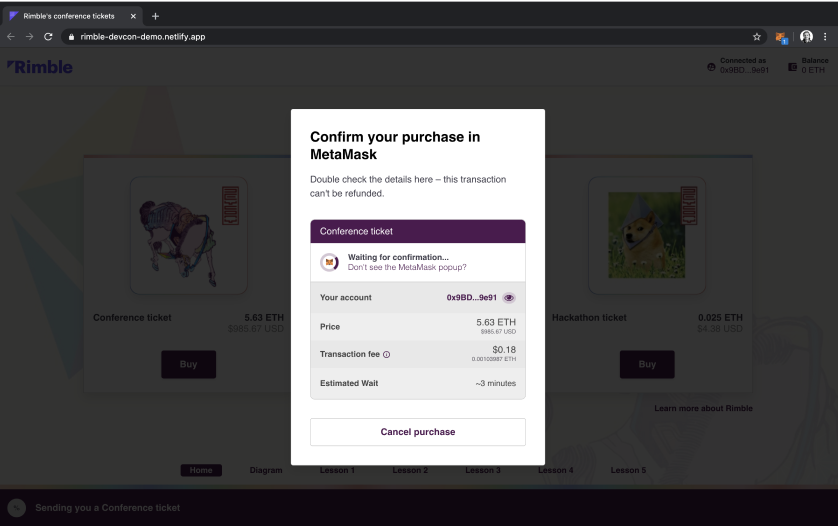 Rimble's conference tickets
rimble-devcon-demo.netlify.app
1
Rimble
Connected as
0x9BD...9e91
Balance
0 ETH
Confirm your purchase in
MetaMask
Double check the details here – this transaction
can't be refunded.
Conference ticket
Waiting for confirmation...
Don't see the MetaMask popup?
Your account 0x9BD...9e91
Price 5.63 ETH
$985.67 USD
Transaction fee $0.18
0.00103987 ETH
Estimated Wait ~3 minutes
Cancel purchase
Conference ticket 5.63 ETH
$985.67 USD
Buy
Hackathon ticket 0.025 ETH
$4.38 USD
Buy
Learn more about Rimble
Home Diagram Lesson 1 Lesson 2 Lesson 3 Lesson 4 Lesson 5
Sending you a Conference ticket